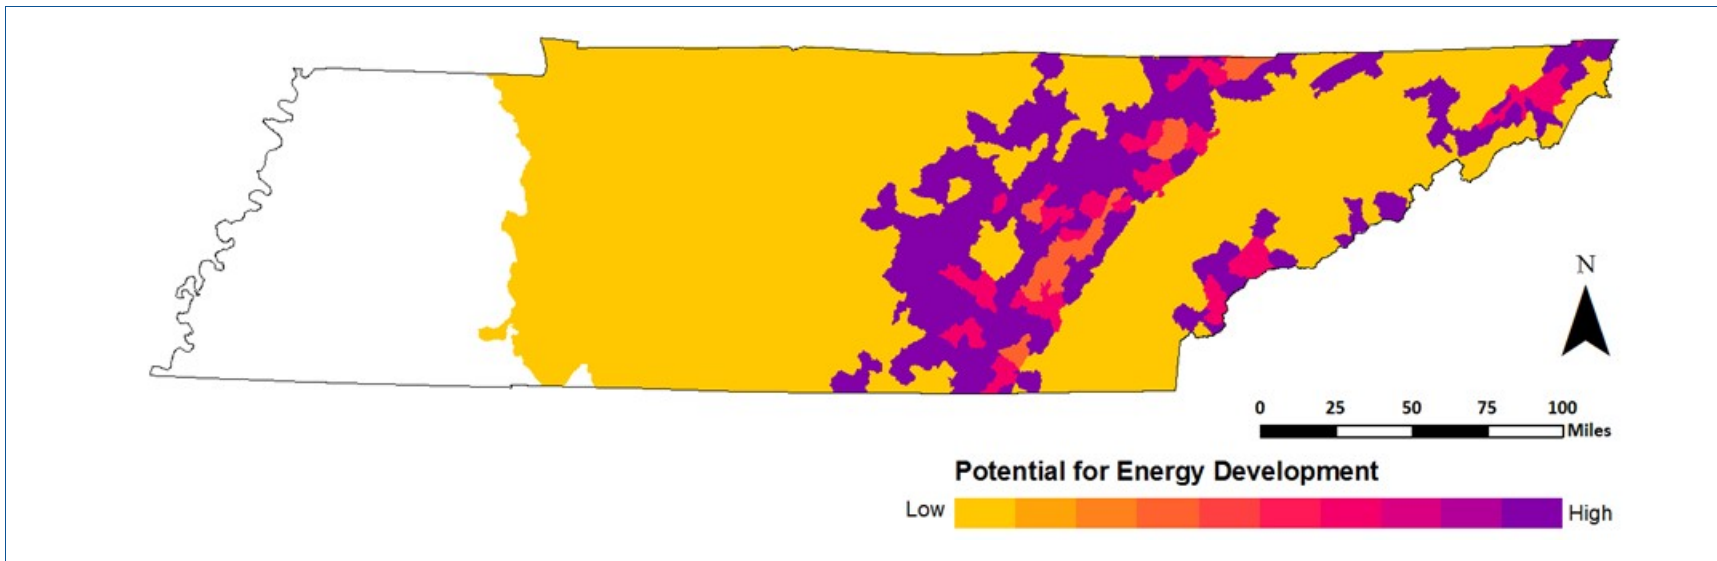 N
0 25 50 75 100
Miles
Potential for Energy Development
Low High